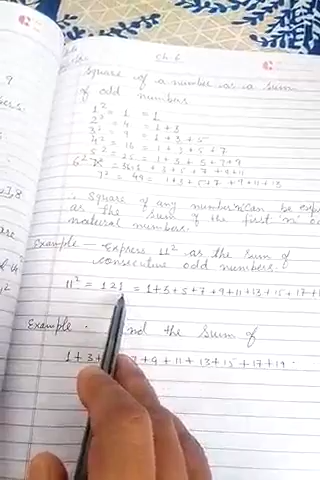 Ch-6
Square of a number as a sum
of odd numbers
1² = 1 = 1
2² = 4 = 1+3
3² = 9 = 1+3+5
4² = 16 = 1+3+5+7
5² = 25 = 1+3+5+7+9
6² = 36 = 1+3+5+7+9+11
7² = 49 = 1+3+5+7+9+11+13
∴ Square of any number 'n' can be
as the sum of the first 'n' o
natural numbers.
Example — Express 11² as the sum of
consecutive odd numbers.
11² = 121 = 1+3+5+7+9+11+13+15+17+1
Example. nd the sum of
1+3+ 7+9+11+13+15+17+19.